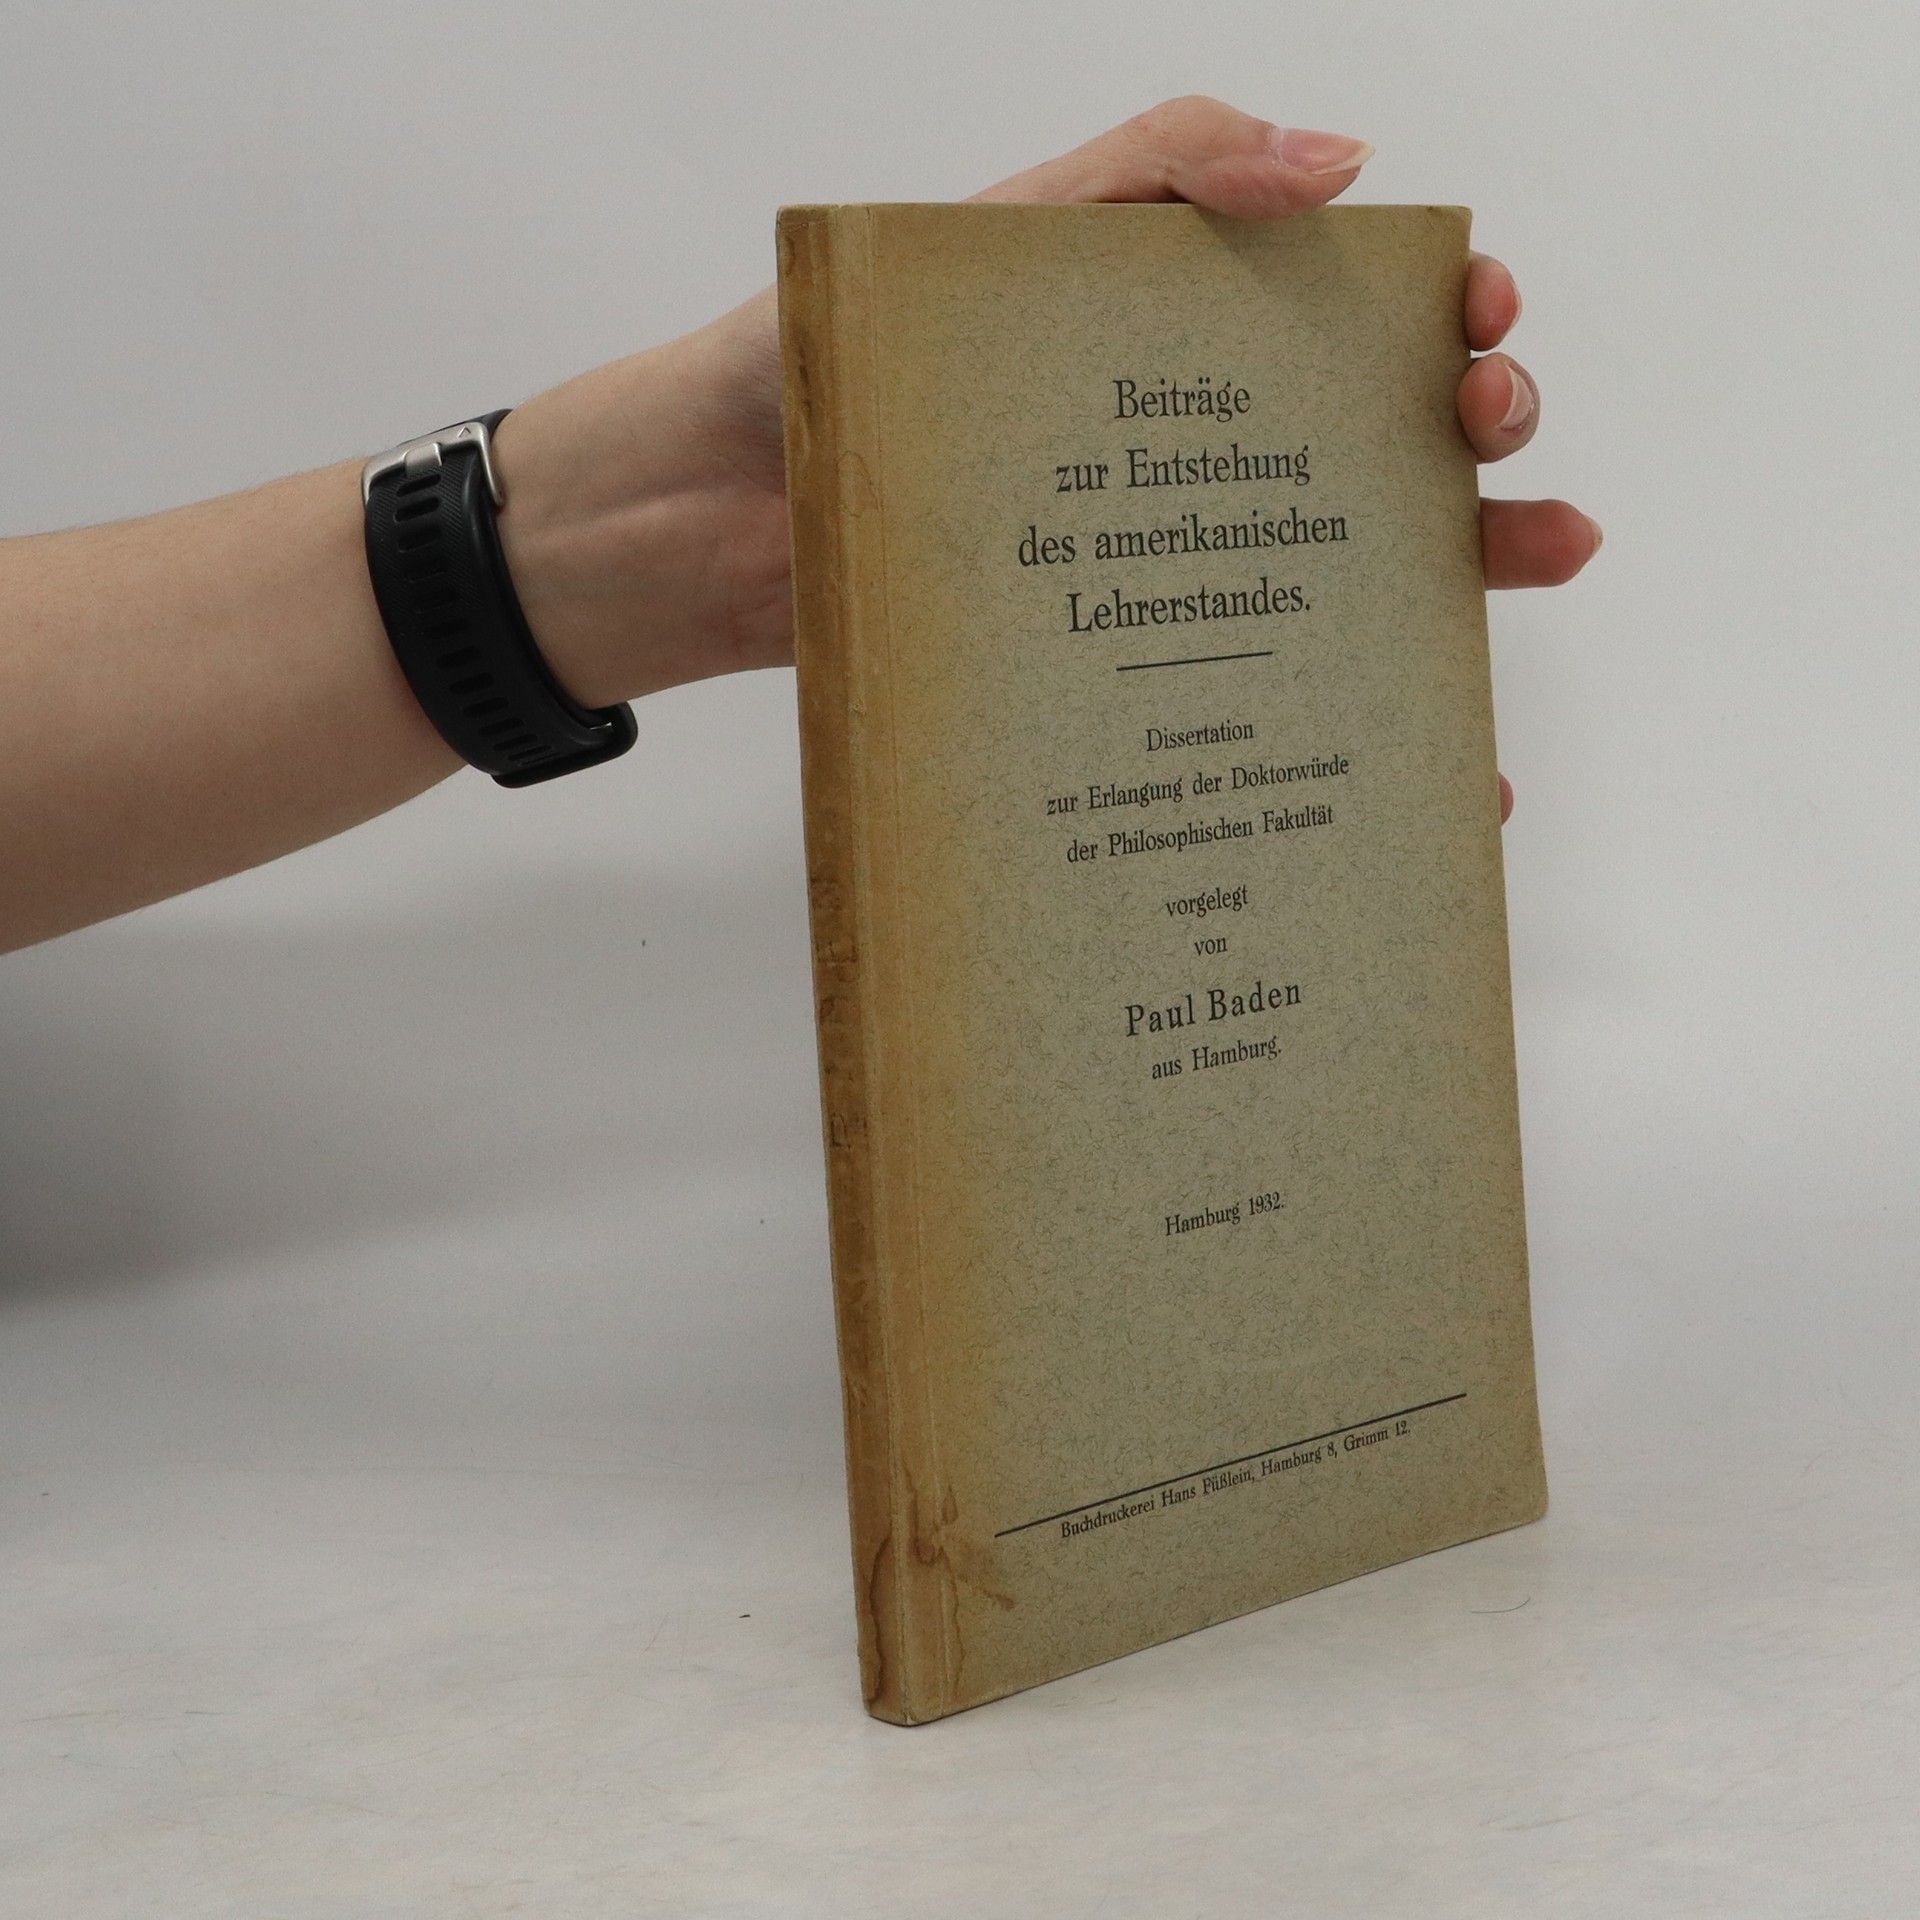 Beiträge
zur Entstehung
des amerikanischen
Lehrerstandes.
Dissertation
zur Erlangung der Doktorwürde
der Philosophischen Fakultät
vorgelegt
von
Paul Baden
aus Hamburg.
Hamburg 1932.
Buchdruckerei Hans Füßlein, Hamburg 8, Grimm 12.